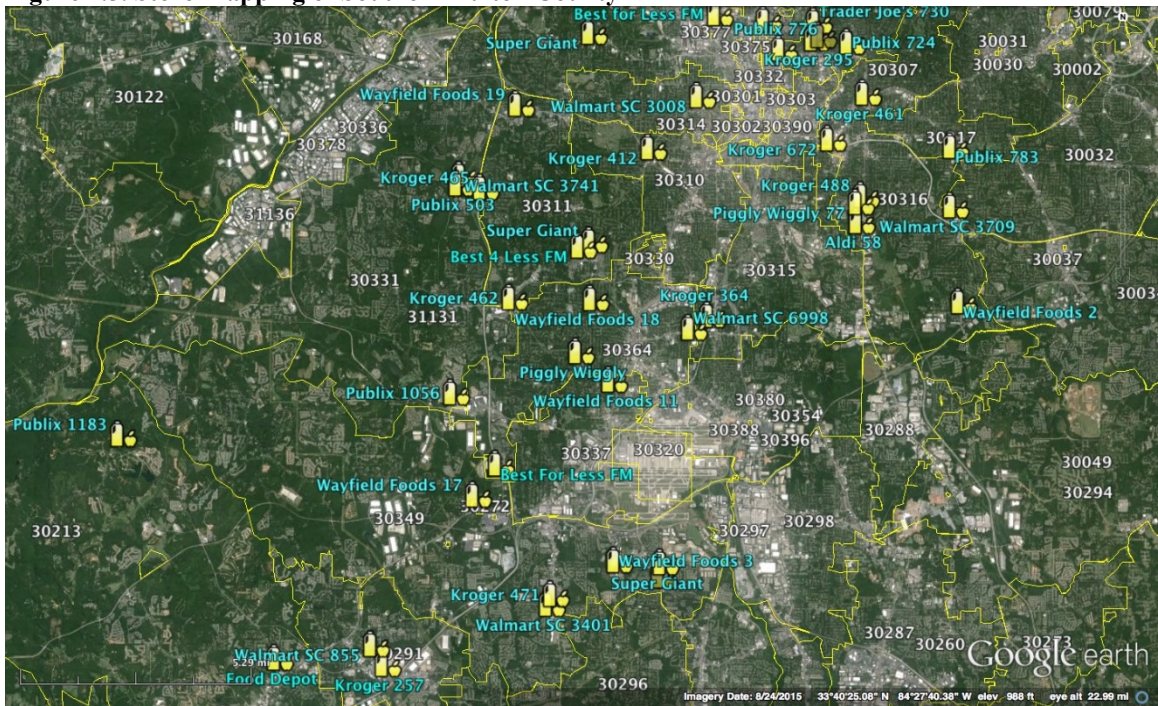 Best for Less FM
Trader Joe's 730
30079
30168
Super Giant
30377
Publix 776
Publix 724
30031
30375
30030
Kroger 295
30307
30002
30332
30122
Wayfield Foods 19
Walmart SC 3008
30301
30303
Kroger 461
30336
30314
30302
30390
30378
Kroger 412
Kroger 672
Publix 783
30032
Kroger 465
30310
Walmart SC 3741
Kroger 488
30316
Publix 503
30311
31136
Piggly Wiggly 77
Walmart SC 3709
Super Giant
Aldi 58
Best 4 Less FM
30330
30315
30037
30331
Kroger 462
Kroger 364
31131
Wayfield Foods 18
Walmart SC 6998
Wayfield Foods 2
30364
Piggly Wiggly
Publix 1056
Wayfield Foods 11
30380
30354
Publix 1183
30388
30396
30288
30337
30320
30049
Best For Less FM
Wayfield Foods 17
30272
30294
30349
30213
30297
30298
Wayfield Foods 3
Super Giant
Kroger 471
Walmart SC 3401
30287
30260
30273
Walmart SC 855
30291
Google earth
5.29 mi
Food Depot
Kroger 257
30296
Imagery Date: 8/24/2015 33°40'25.08" N 84°27'40.38" W elev 988 ft eye alt 22.99 mi